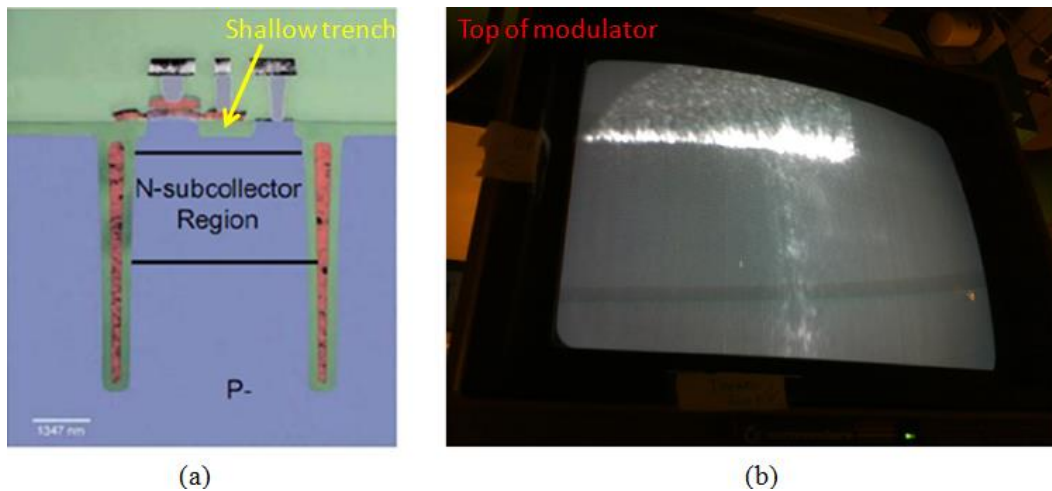 Shallow trench
N-subcollector
Region
P-
1347 nm
(a)
Top of modulator
(b)